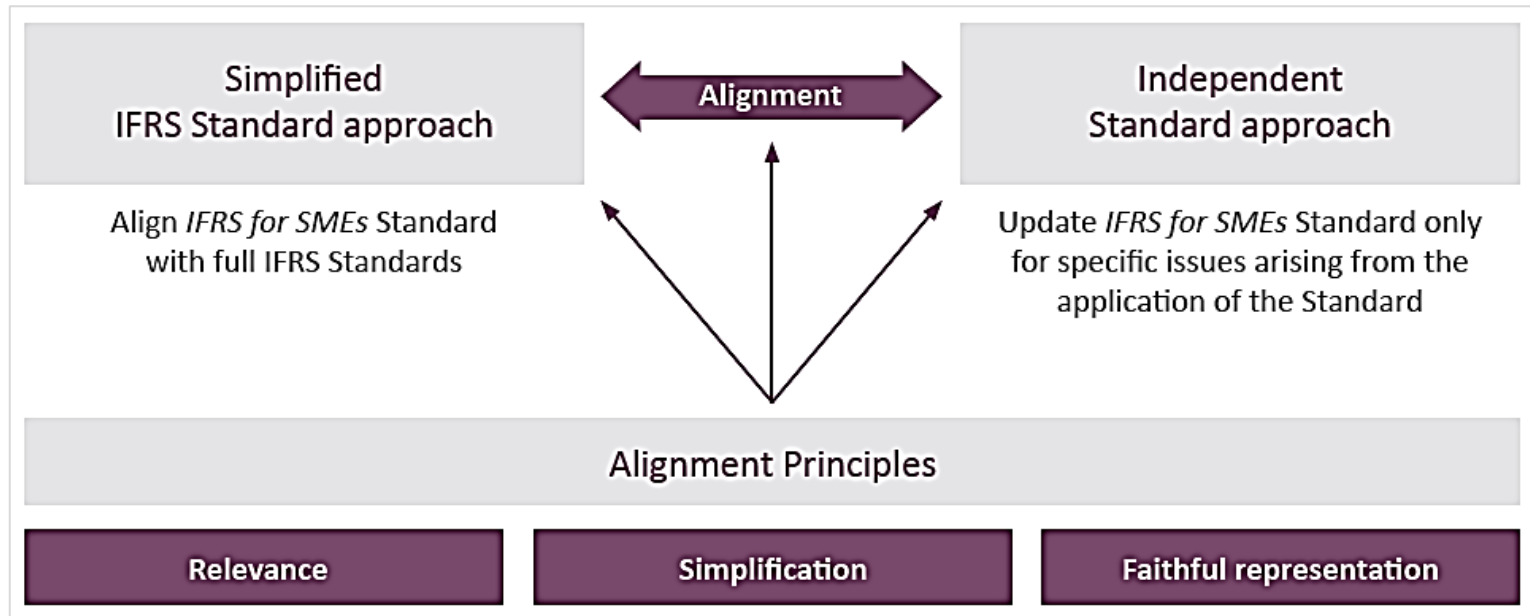 Simplified
IFRS Standard approach
Alignment
Independent
Standard approach
Align IFRS for SMEs Standard
with full IFRS Standards
Update IFRS for SMEs Standard only
for specific issues arising from the
application of the Standard
Alignment Principles
Relevance
Simplification
Faithful representation